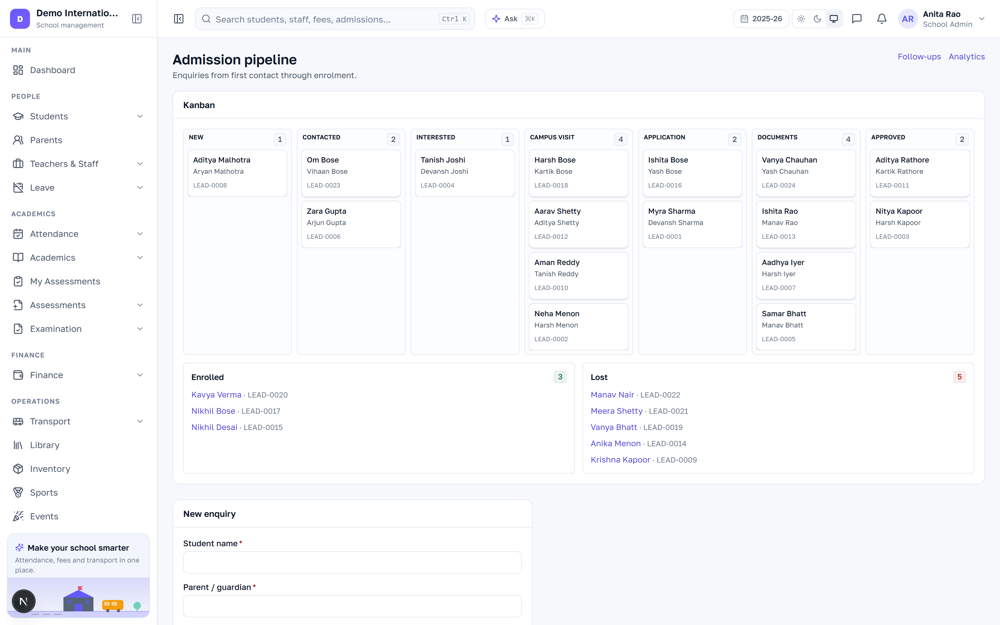 D
Demo Internatio...
School management
Search students, staff, fees, admissions...
Ctrl K
Ask
⌘K
2025-26
AR
Anita Rao
School Admin
MAIN
Dashboard
PEOPLE
Students
Parents
Teachers & Staff
Leave
ACADEMICS
Attendance
Academics
My Assessments
Assessments
Examination
FINANCE
Finance
OPERATIONS
Transport
Library
Inventory
Sports
Events
Make your school smarter
Attendance, fees and transport in one
place.
N
Admission pipeline
Follow-ups
Analytics
Enquiries from first contact through enrolment.
Kanban
NEW 1
Aditya Malhotra
Aryan Malhotra
LEAD-0008
CONTACTED 2
Om Bose
Vihaan Bose
LEAD-0023
Zara Gupta
Arjun Gupta
LEAD-0006
INTERESTED 1
Tanish Joshi
Devansh Joshi
LEAD-0004
CAMPUS VISIT 4
Harsh Bose
Kartik Bose
LEAD-0018
Aarav Shetty
Aditya Shetty
LEAD-0012
Aman Reddy
Tanish Reddy
LEAD-0010
Neha Menon
Harsh Menon
LEAD-0002
APPLICATION 2
Ishita Bose
Yash Bose
LEAD-0016
Myra Sharma
Devansh Sharma
LEAD-0001
DOCUMENTS 4
Vanya Chauhan
Yash Chauhan
LEAD-0024
Ishita Rao
Manav Rao
LEAD-0013
Aadhya Iyer
Harsh Iyer
LEAD-0007
Samar Bhatt
Manav Bhatt
LEAD-0005
APPROVED 2
Aditya Rathore
Kartik Rathore
LEAD-0011
Nitya Kapoor
Harsh Kapoor
LEAD-0003
Enrolled 3
Kavya Verma · LEAD-0020
Nikhil Bose · LEAD-0017
Nikhil Desai · LEAD-0015
Lost 5
Manav Nair · LEAD-0022
Meera Shetty · LEAD-0021
Vanya Bhatt · LEAD-0019
Anika Menon · LEAD-0014
Krishna Kapoor · LEAD-0009
New enquiry
Student name *
Parent / guardian *